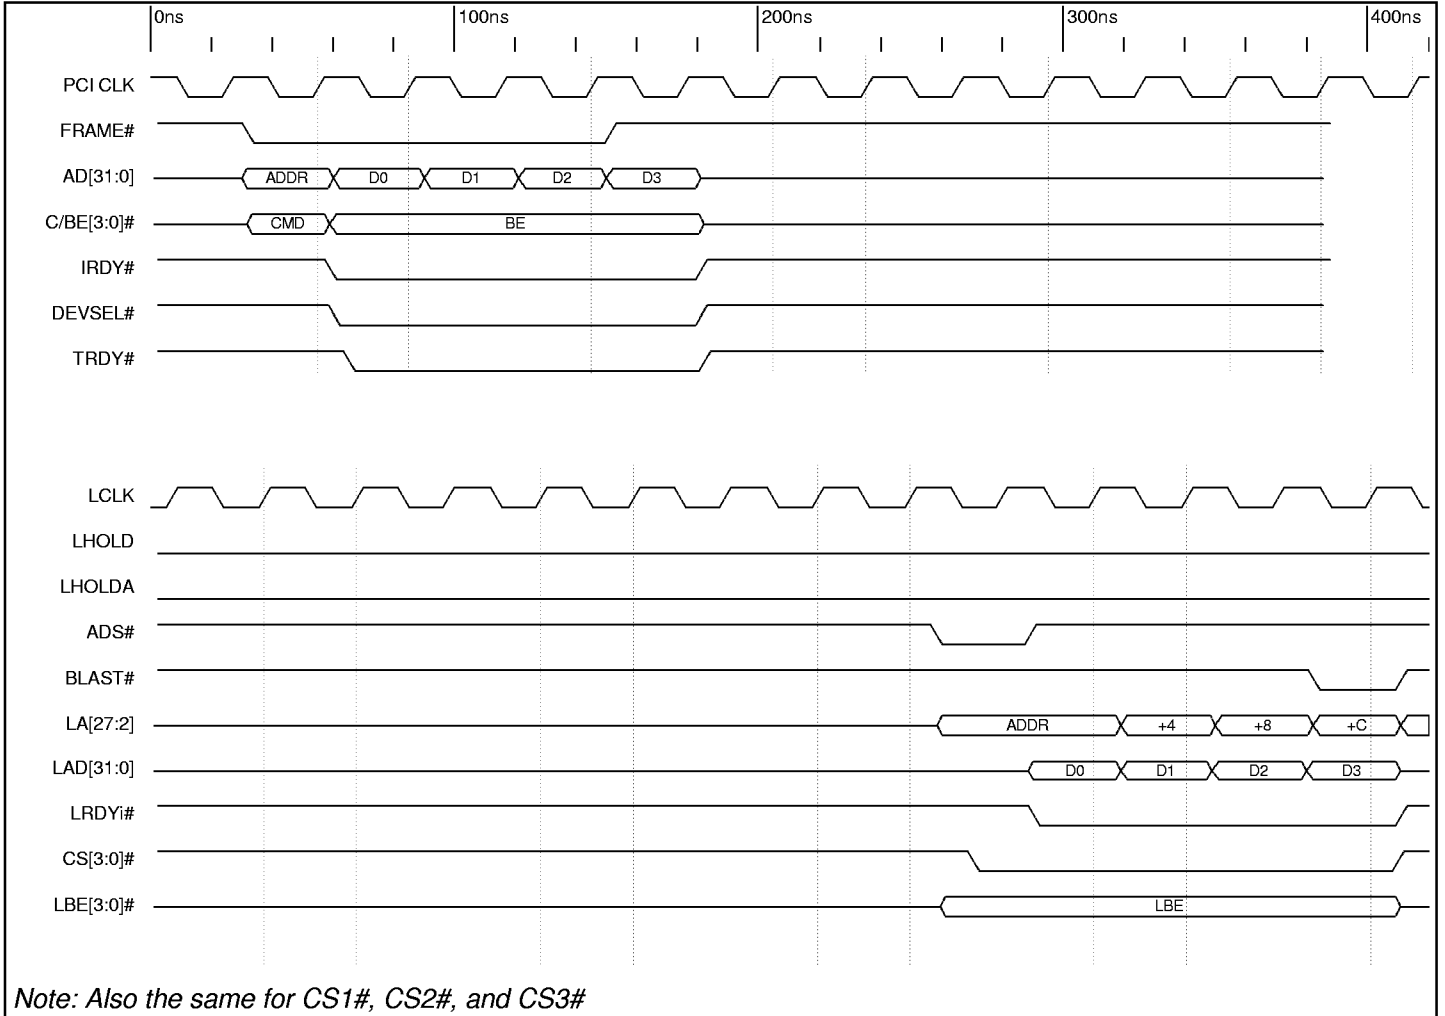 0ns 100ns 200ns 300ns 400ns
PCI CLK
FRAME#
AD[31:0] ADDR D0 D1 D2 D3
C/BE[3:0]# CMD BE
IRDY#
DEVSEL#
TRDY#
LCLK
LHOLD
LHOLDA
ADS#
BLAST#
LA[27:2] ADDR +4 +8 +C
LAD[31:0] D0 D1 D2 D3
LRDYi#
CS[3:0]#
LBE[3:0]# LBE
Note: Also the same for CS1#, CS2#, and CS3#